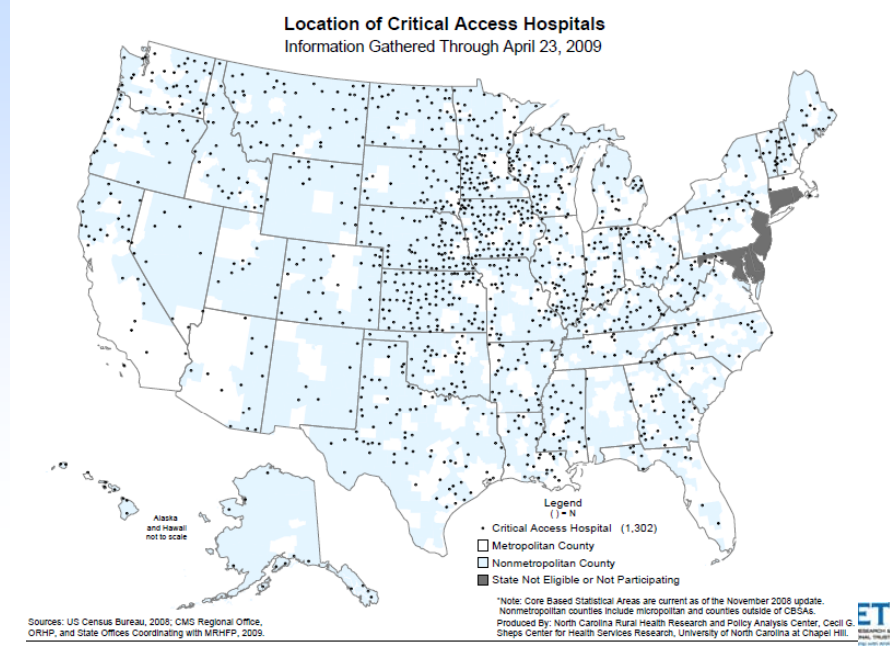 Location of Critical Access Hospitals
Information Gathered Through April 23, 2009
Alaska
and Hawaii
not to scale
Legend
( ) = N
Critical Access Hospital (1,302)
Metropolitan County
Nonmetropolitan County
State Not Eligible or Not Participating
*Note: Core Based Statistical Areas are current as of the November 2008 update.
Nonmetropolitan counties include micropolitan and counties outside of CBSAs.
Produced By: North Carolina Rural Health Research and Policy Analysis Center, Cecil G.
Sheps Center for Health Services Research, University of North Carolina at Chapel Hill.
Sources: US Census Bureau, 2008; CMS Regional Office,
ORHP, and State Offices Coordinating with MRHFP, 2009.
ET